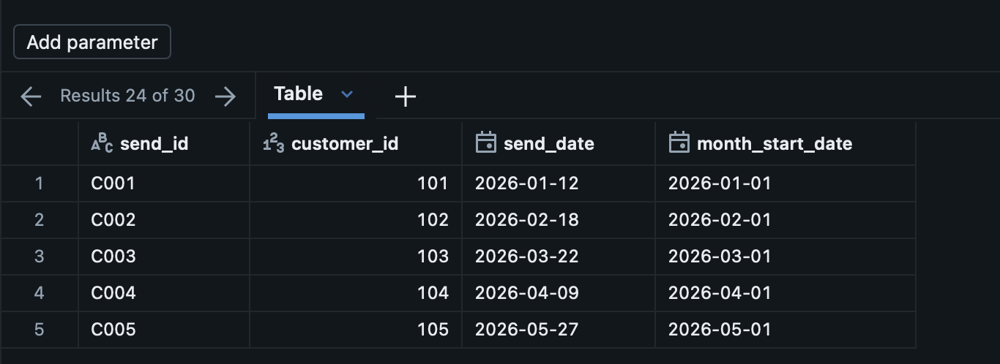 Add parameter
Results 24 of 30 Table
ABC send_id 123 customer_id send_date month_start_date
1 C001 101 2026-01-12 2026-01-01
2 C002 102 2026-02-18 2026-02-01
3 C003 103 2026-03-22 2026-03-01
4 C004 104 2026-04-09 2026-04-01
5 C005 105 2026-05-27 2026-05-01